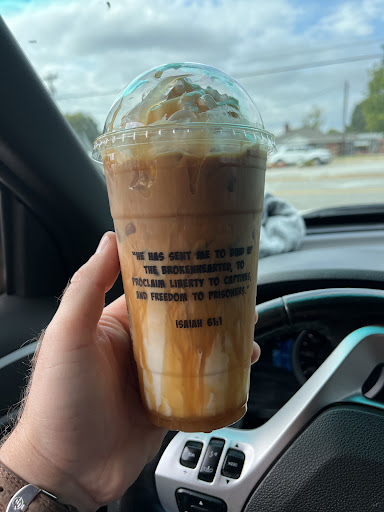 "HE HAS SENT ME TO BIND UP
THE BROKENHEARTED, TO
PROCLAIM LIBERTY TO CAPTIVES,
AND FREEDOM TO PRISONERS."
ISAIAH 61:1